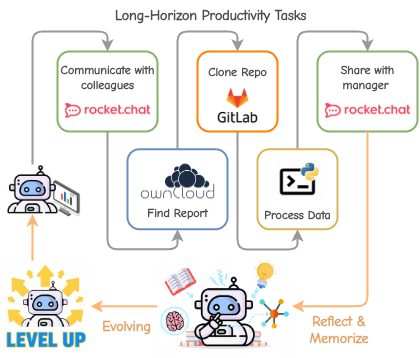 Long-Horizon Productivity Tasks
Communicate with
colleagues
rocket.chat
Clone Repo
GitLab
Share with
manager
rocket.chat
ownCloud
Find Report
Process Data
LEVEL UP
Evolving
Reflect &
Memorize